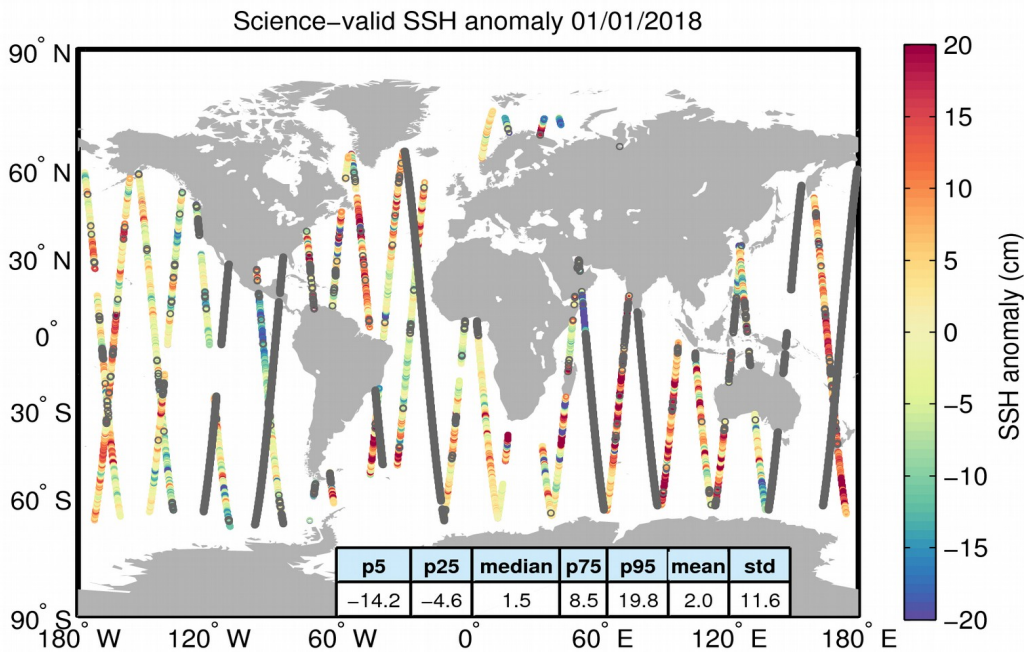 Science−valid SSH anomaly 01/01/2018
90° N
60° N
30° N
0°
30° S
60° S
90° S
180° W
120° W
60° W
0°
60° E
120° E
180° E
p5 p25 median p75 p95 mean std
−14.2 −4.6 1.5 8.5 19.8 2.0 11.6
20
15
10
5
0
−5
−10
−15
−20
SSH anomaly (cm)